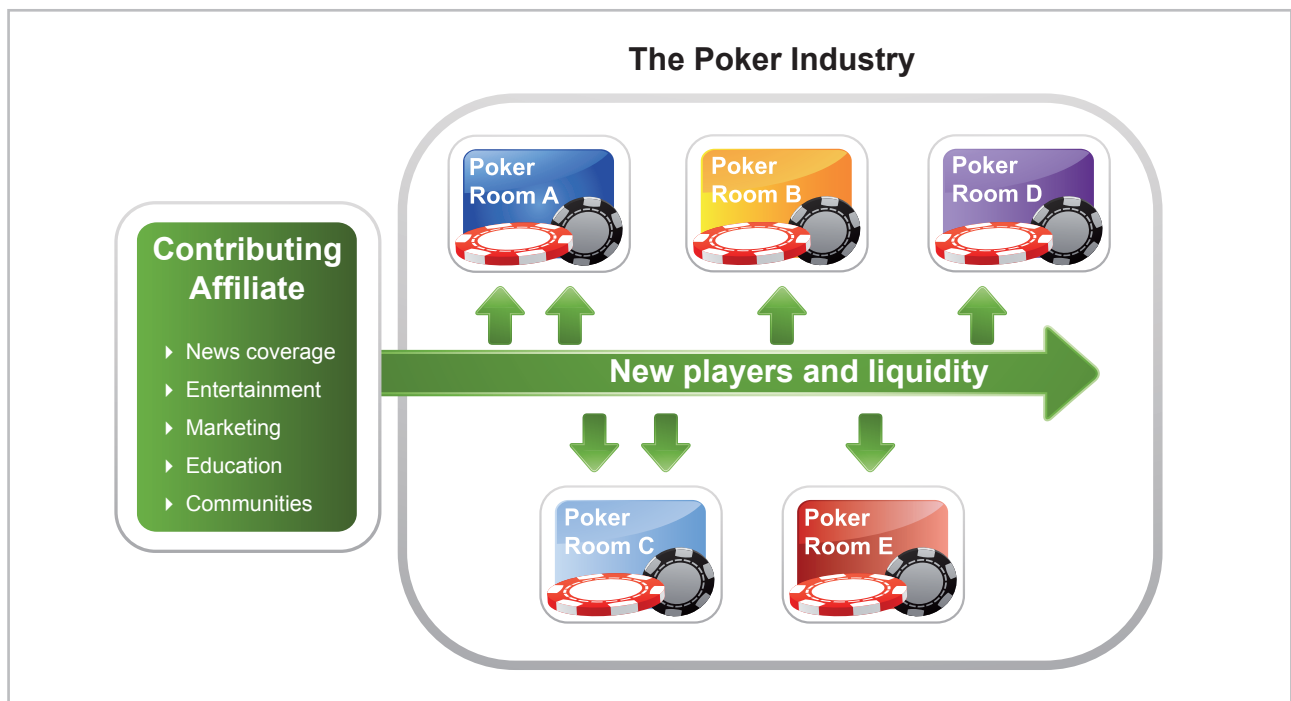 The Poker Industry
Contributing
Affiliate
News coverage
Entertainment
Marketing
Education
Communities
Poker
Room A
Poker
Room B
Poker
Room D
New players and liquidity
Poker
Room C
Poker
Room E